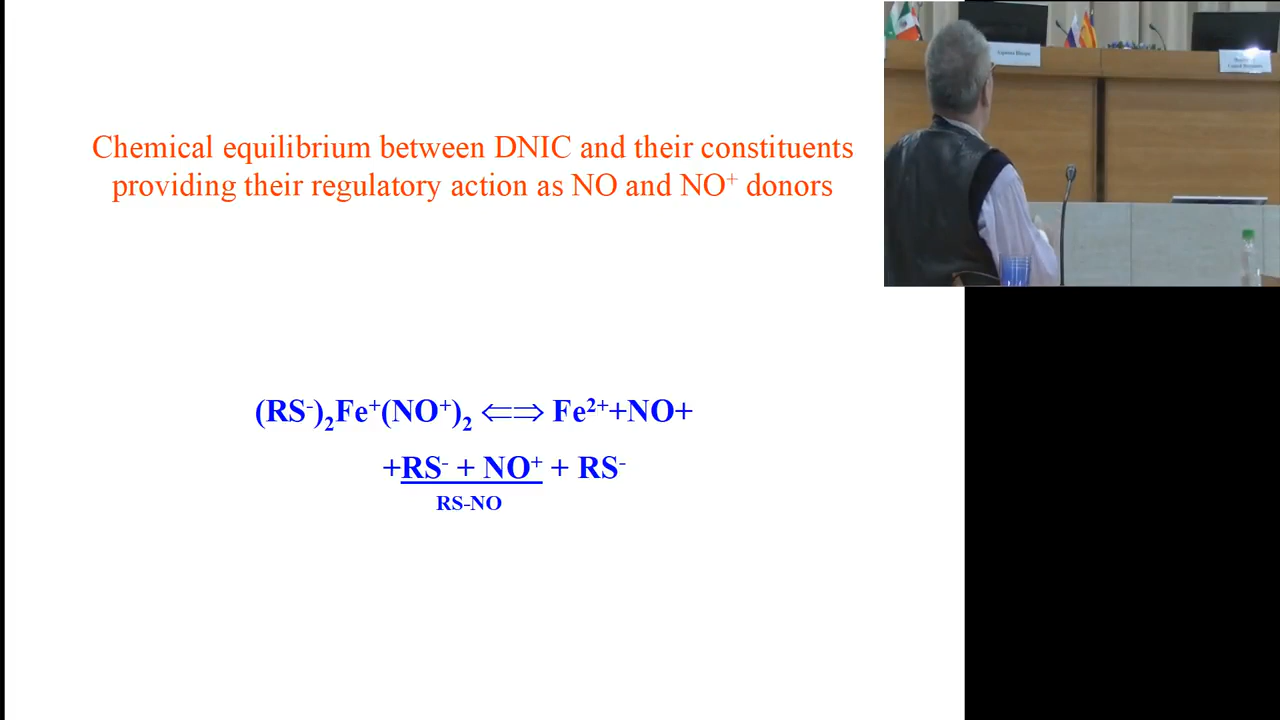 Chemical equilibrium between DNIC and their constituents
providing their regulatory action as NO and NO⁺ donors
(RS⁻)₂Fe⁺(NO⁺)₂ ⟺ Fe²⁺+NO+
+RS⁻ + NO⁺ + RS⁻
RS-NO